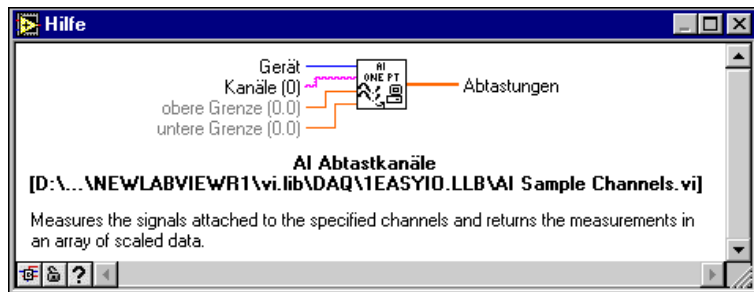 Hilfe
Gerät
Kanäle (0)
obere Grenze (0.0)
untere Grenze (0.0)
AI
ONE PT
Abtastungen
AI Abtastkanäle
[D:\...\NEWLABVIEWR1\vi.lib\DAQ\1EASYIO.LLB\AI Sample Channels.vi]
Measures the signals attached to the specified channels and returns the measurements in
an array of scaled data.
?